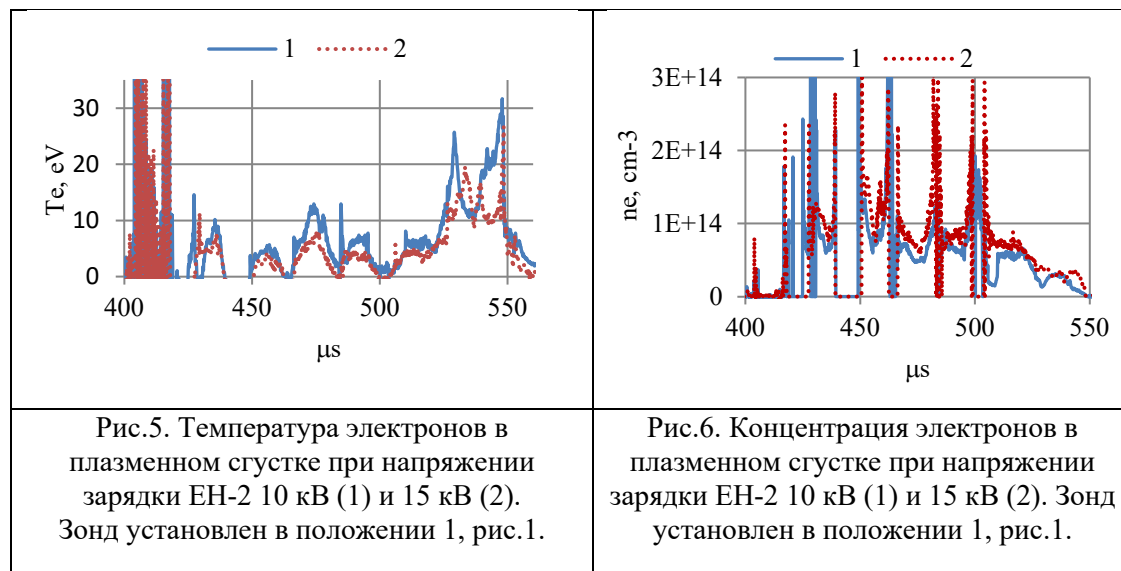 1 2
Te, eV
30
20
10
0
400 450 500 550
μs
1 2
ne, cm-3
3E+14
2E+14
1E+14
0
400 450 500 550
μs
Рис.5. Температура электронов в
плазменном сгустке при напряжении
зарядки ЕН-2 10 кВ (1) и 15 кВ (2).
Зонд установлен в положении 1, рис.1.
Рис.6. Концентрация электронов в
плазменном сгустке при напряжении
зарядки ЕН-2 10 кВ (1) и 15 кВ (2). Зонд
установлен в положении 1, рис.1.